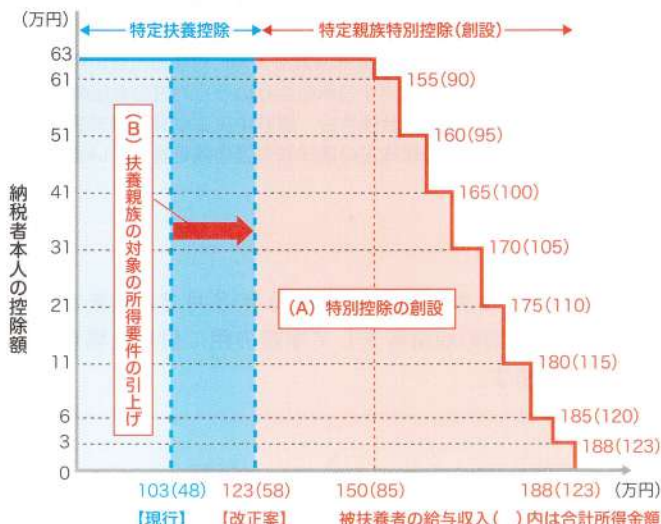 (万円)
特定扶養控除
特定親族特別控除(創設)
63
61
51
41
31
21
11
6
3
0
納税者本人の控除額
(B)扶養親族の対象の所得要件の引上げ
(A)特別控除の創設
155(90)
160(95)
165(100)
170(105)
175(110)
180(115)
185(120)
188(123)
103(48)
123(58)
150(85)
188(123)
(万円)
【現行】
【改正案】
被扶養者の給与収入( )内は合計所得金額